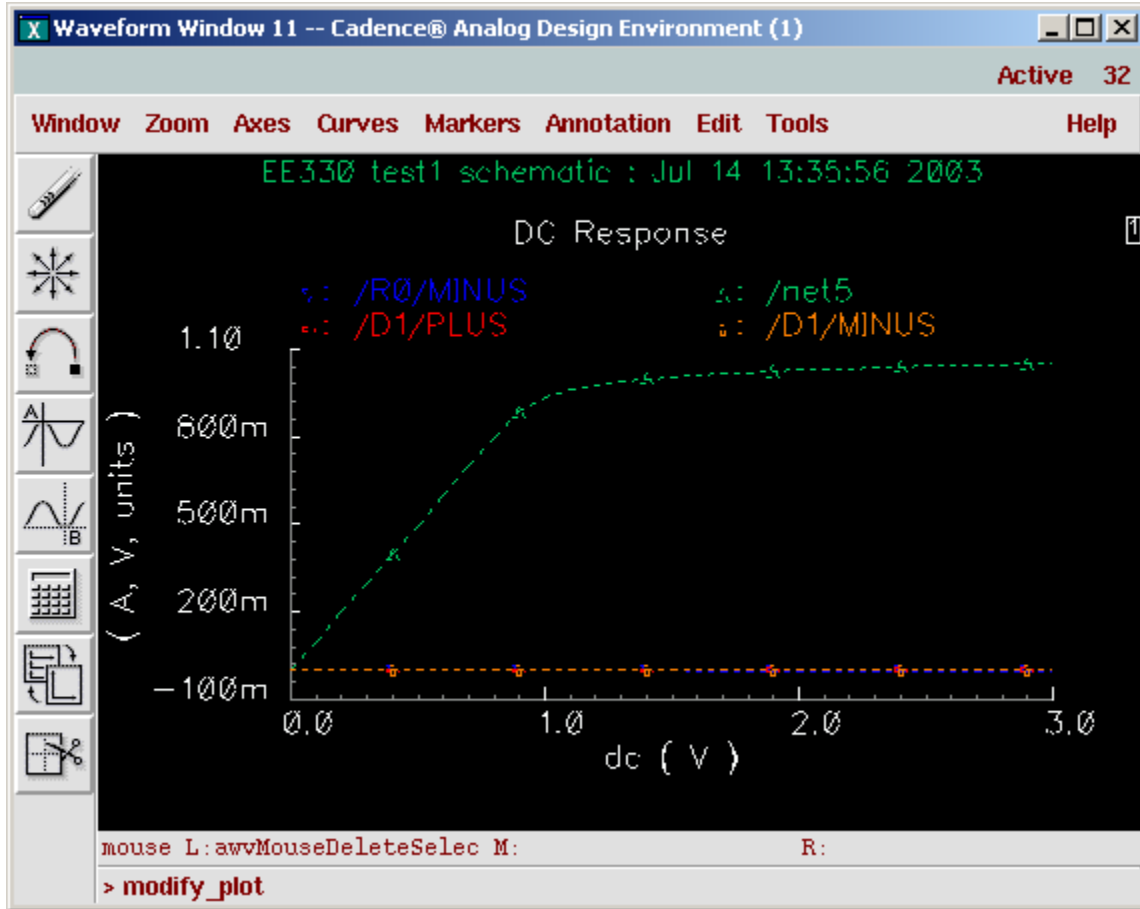 X Waveform Window 11 -- Cadence® Analog Design Environment (1)
Active 32
Window Zoom Axes Curves Markers Annotation Edit Tools Help
EE330 test1 schematic : Jul 14 13:35:56 2003
DC Response
1
: /R0/MINUS : /net5
: /D1/PLUS : /D1/MINUS
1.10
800m
500m
200m
-100m
( A, V, units )
0.0 1.0 2.0 3.0
dc ( V )
A
B
mouse L:awvMouseDeleteSelec M: R:
> modify_plot